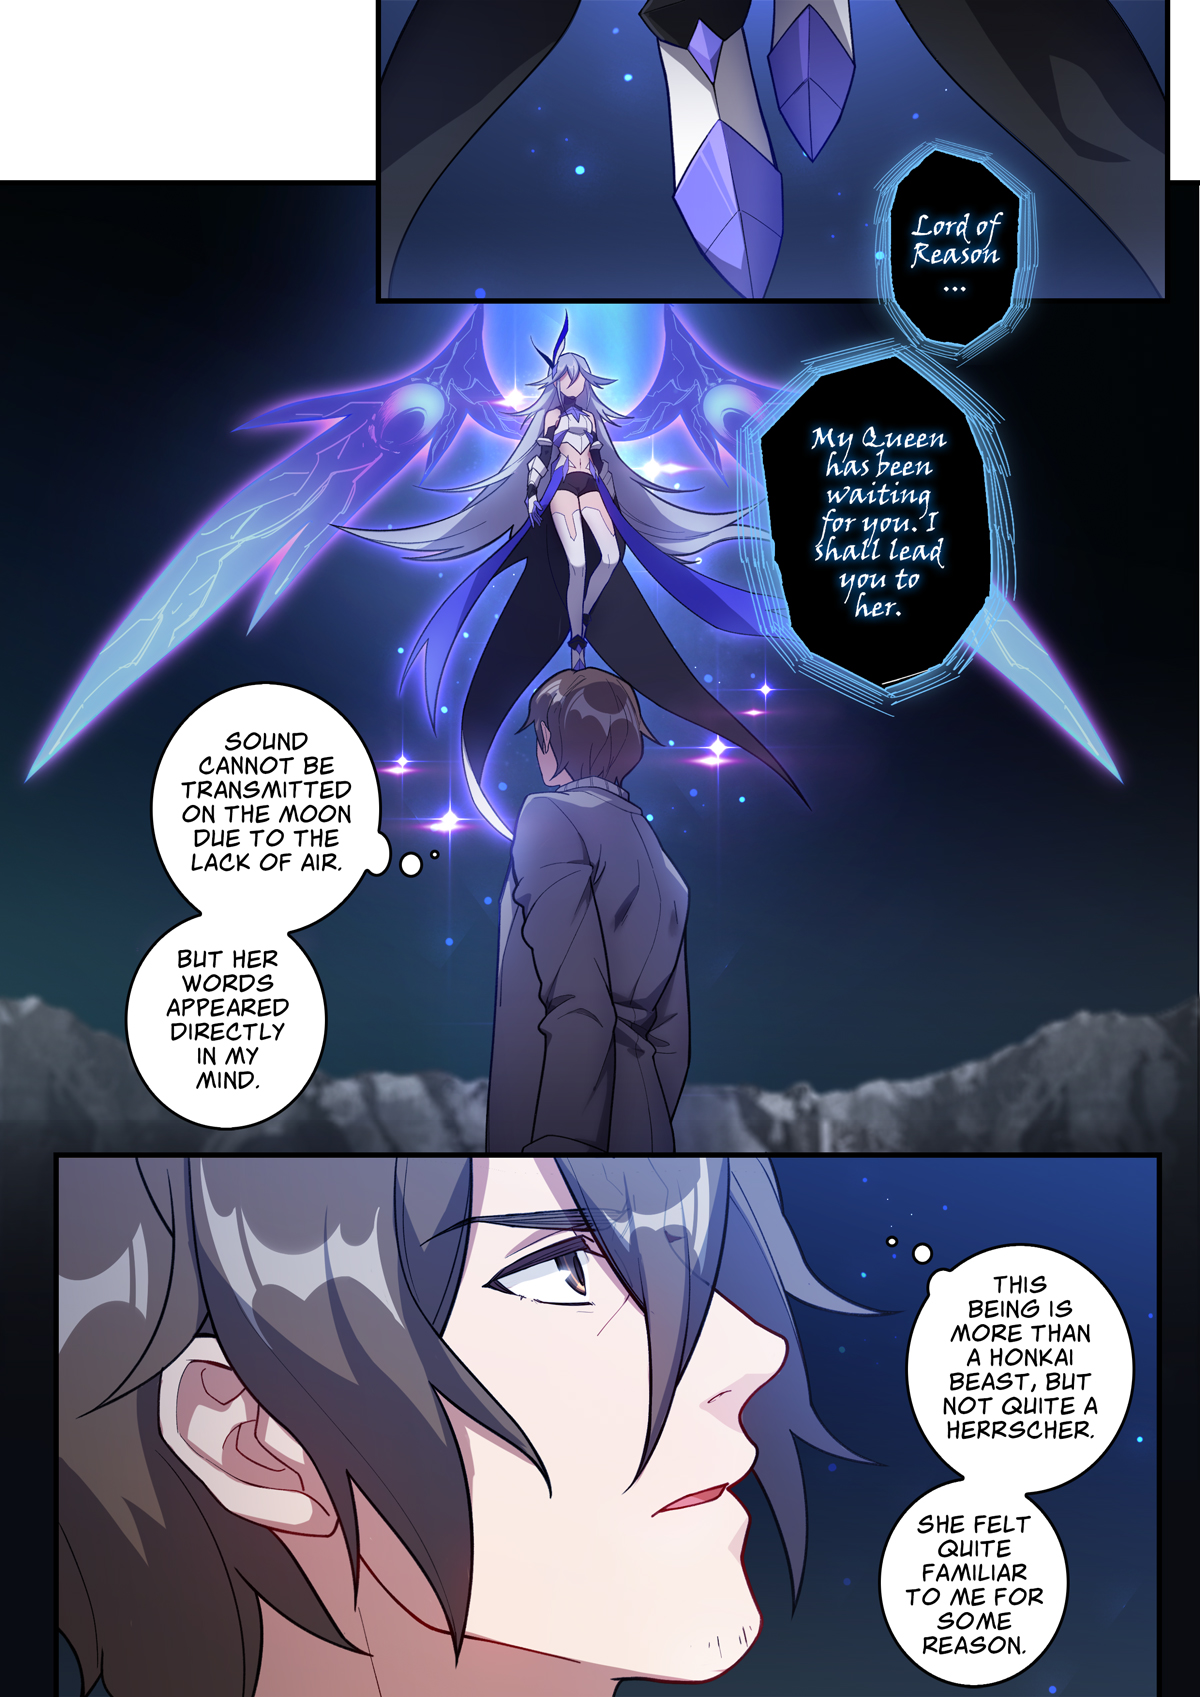 Lord of
Reason
...
My Queen
has been
waiting
for you. I
shall lead
you to
her.
SOUND
CANNOT BE
TRANSMITTED
ON THE MOON
DUE TO THE
LACK OF AIR.
BUT HER
WORDS
APPEARED
DIRECTLY
IN MY
MIND.
THIS
BEING IS
MORE THAN
A HONKAI
BEAST, BUT
NOT QUITE A
HERRSCHER.
SHE FELT
QUITE
FAMILIAR
TO ME FOR
SOME
REASON.